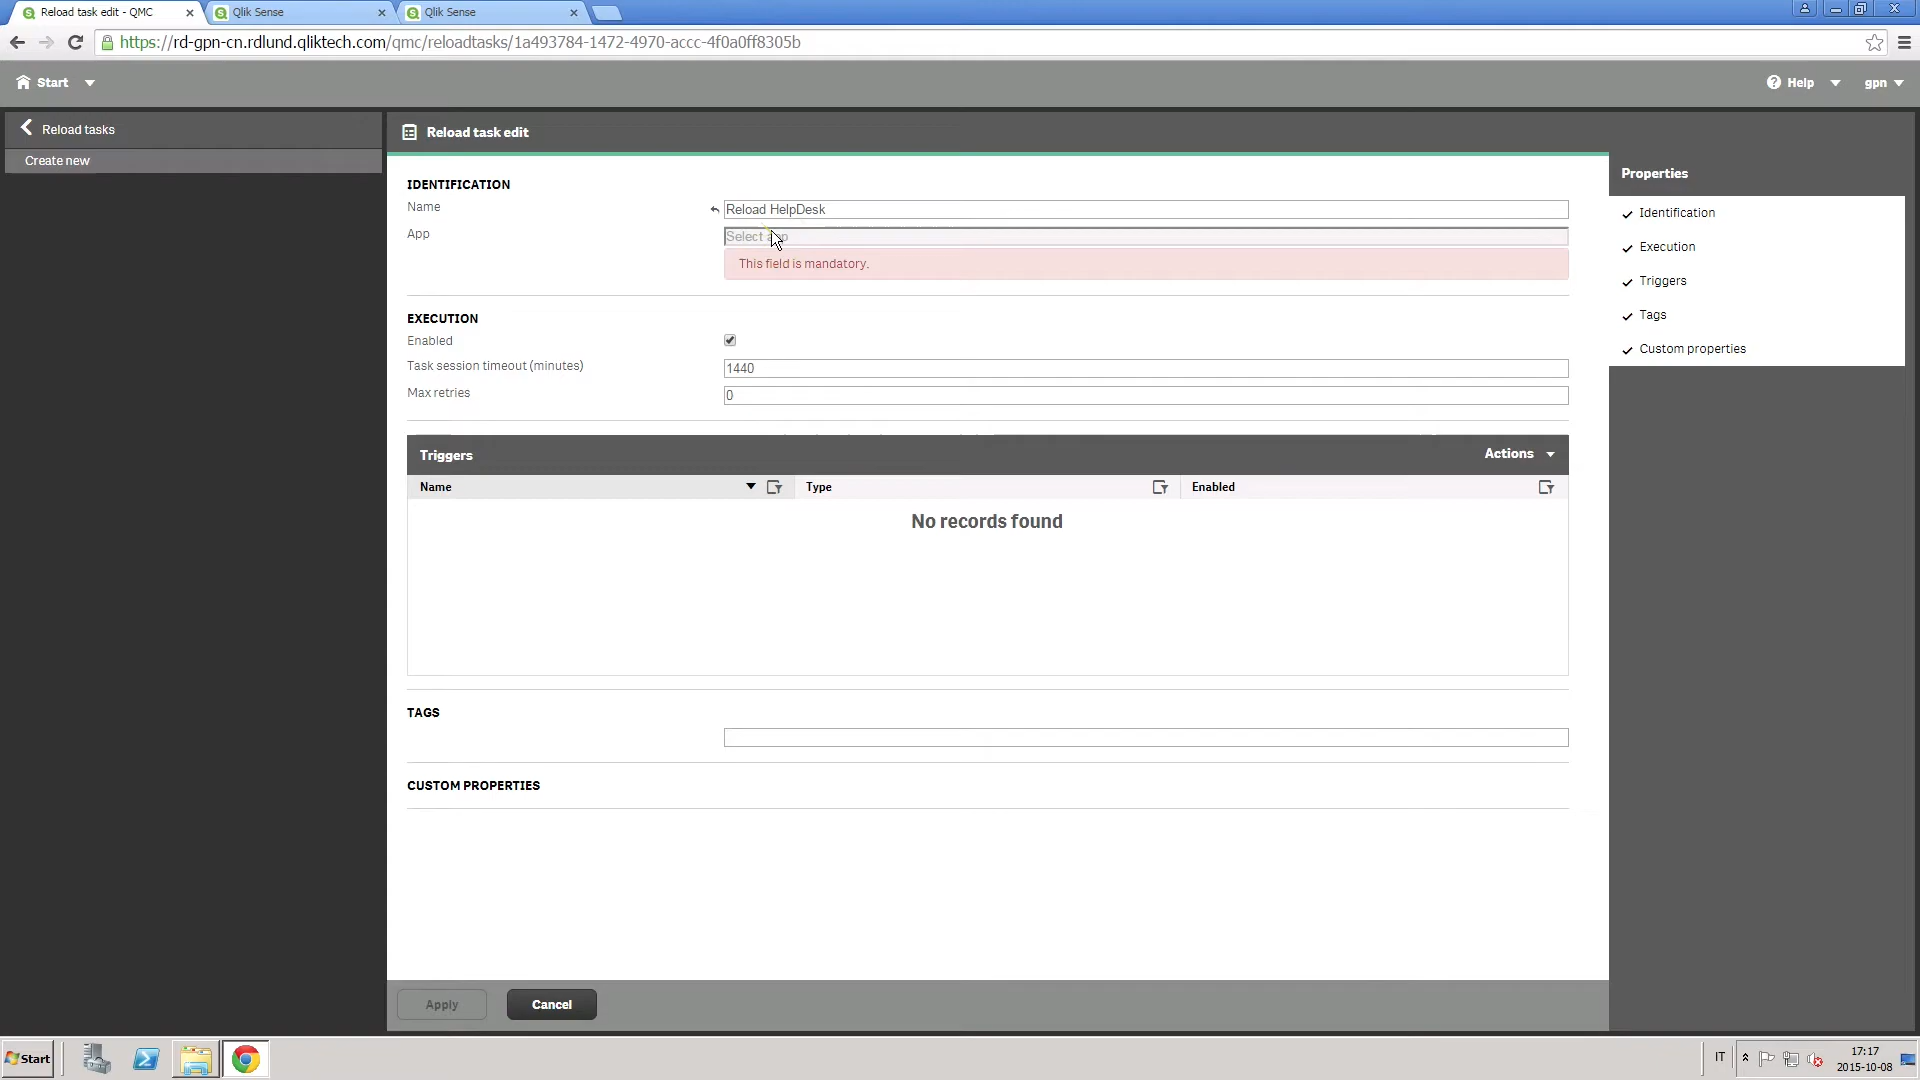 Reload task edit - QMC
Qlik Sense
Qlik Sense
https://rd-gpn-cn.rdlund.qliktech.com/qmc/reloadtasks/1a493784-1472-4970-accc-4f0a0ff8305b
Start
Help
gpn
Reload tasks
Create new
Reload task edit
IDENTIFICATION
Name
Reload HelpDesk
App
Select app
This field is mandatory.
EXECUTION
Enabled
Task session timeout (minutes)
1440
Max retries
0
Triggers
Actions
Name
Type
Enabled
No records found
TAGS
CUSTOM PROPERTIES
Apply
Cancel
Properties
Identification
Execution
Triggers
Tags
Custom properties
Start
IT
17:17
2015-10-08